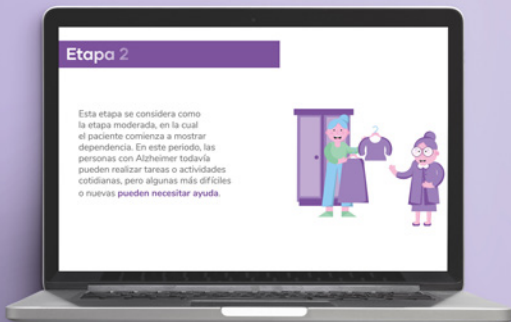 Etapa 2
Esta etapa se considera como
la etapa moderada, en la cual
el paciente comienza a mostrar
dependencia. En este periodo, las
personas con Alzheimer todavía
pueden realizar tareas o actividades
cotidianas, pero algunas más difíciles
o nuevas pueden necesitar ayuda.